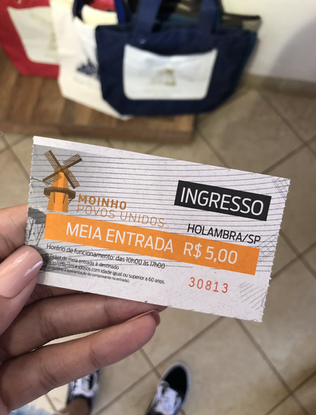 INGRESSO
MOINHO
POVOS UNIDOS
HOLAMBRA/SP
MEIA ENTRADA R$ 5,00
Horário de funcionamento: das 10h00 às 17h00
30813